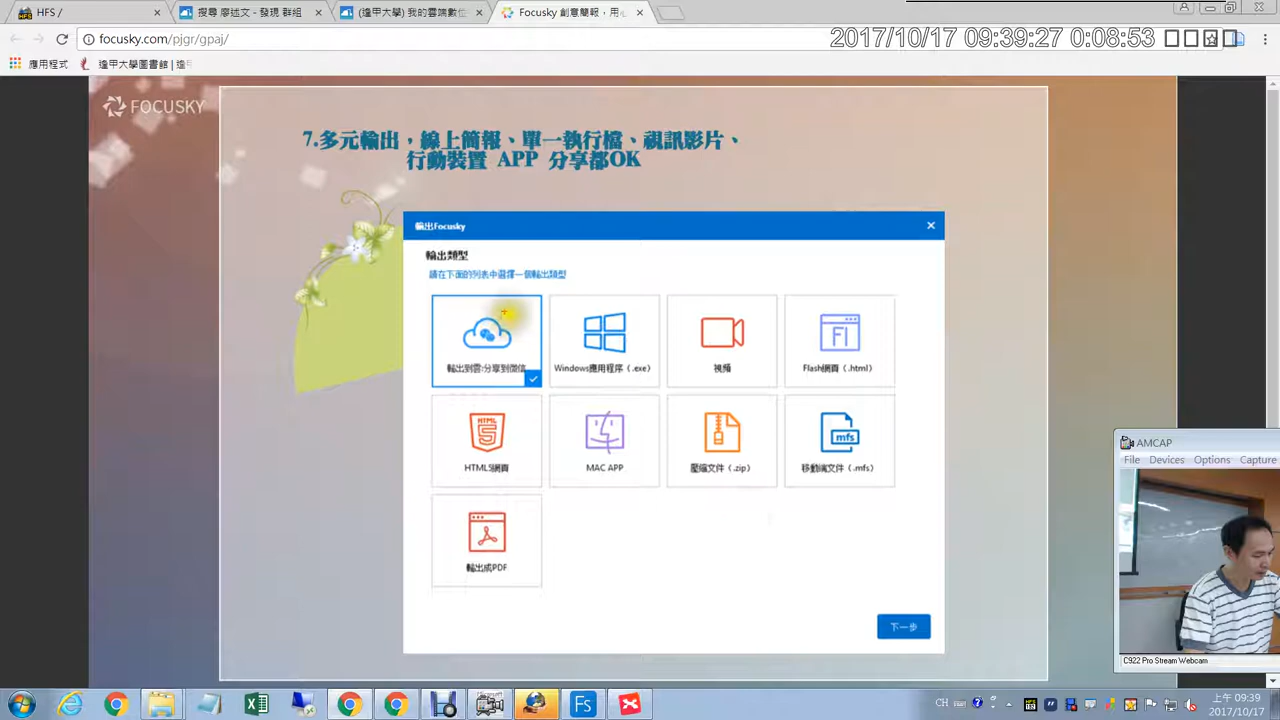 HFS /
搜尋 廖述文 - 發現 群組
(逢甲大學) 我的雲端數位
Focusky 創意簡報，用心
focusky.com/pjgr/gpaj/
2017/10/17 09:39:27 0:08:53
應用程式
逢甲大學圖書館 | 逢甲
FOCUSKY
7.多元輸出，線上簡報、單一執行檔、視訊影片、
行動裝置 APP 分享都OK
輸出Focusky
輸出類型
請在下面的列表中選擇一個輸出類型
輸出到雲:分享到微信
Windows應用程序 (.exe)
視頻
Flash網頁 (.html)
HTML5網頁
MAC APP
壓縮文件 (.zip)
移動端文件 (.mfs)
輸出成PDF
下一步
AMCAP
File Devices Options Capture
C922 Pro Stream Webcam
CH
上午 09:39
2017/10/17